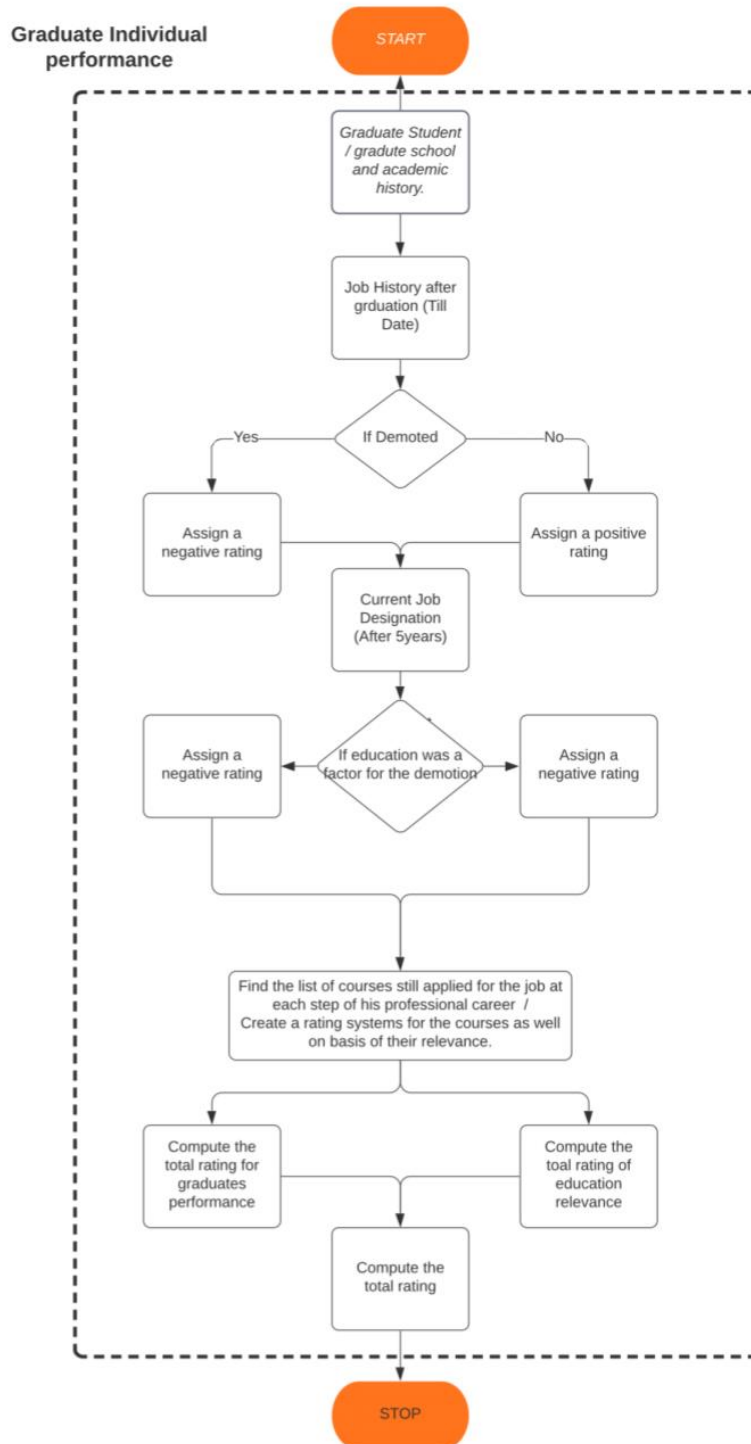 Graduate Individual
performance
START
Graduate Student
/ gradute school
and academic
history.
Job History after
grduation (Till
Date)
If Demoted
Yes
No
Assign a
negative rating
Assign a positive
rating
Current Job
Designation
(After 5years)
Assign a
negative rating
If education was a
factor for the demotion
Assign a
negative rating
Find the list of courses still applied for the job at
each step of his professional career /
Create a rating systems for the courses as well
on basis of their relevance.
Compute the
total rating for
graduates
performance
Compute the
toal rating of
education
relevance
Compute the
total rating
STOP